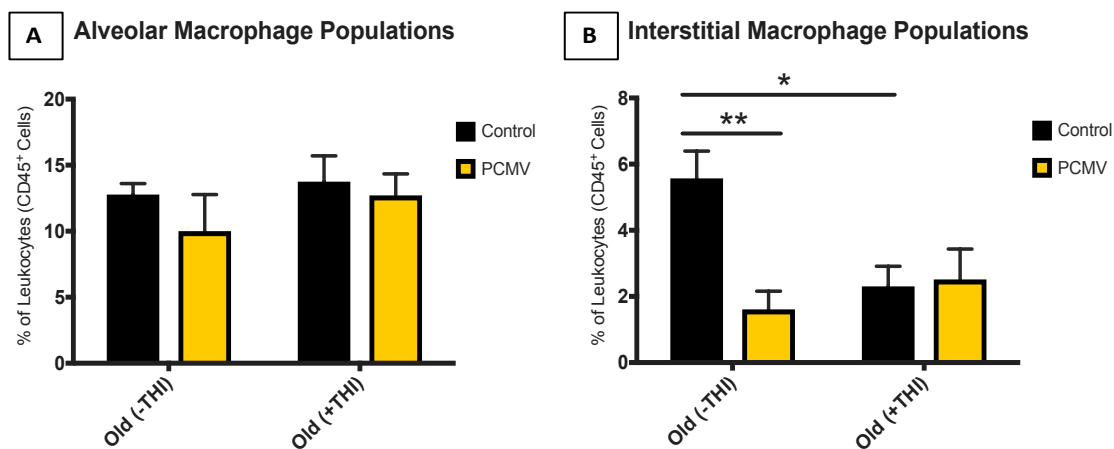 A Alveolar Macrophage Populations
% of Leukocytes (CD45⁺ Cells)
20
15
10
5
0
Old (-THI)
Old (+THI)
Control
PCMV
B Interstitial Macrophage Populations
% of Leukocytes (CD45⁺ Cells)
8
6
4
2
0
*
**
Old (-THI)
Old (+THI)
Control
PCMV